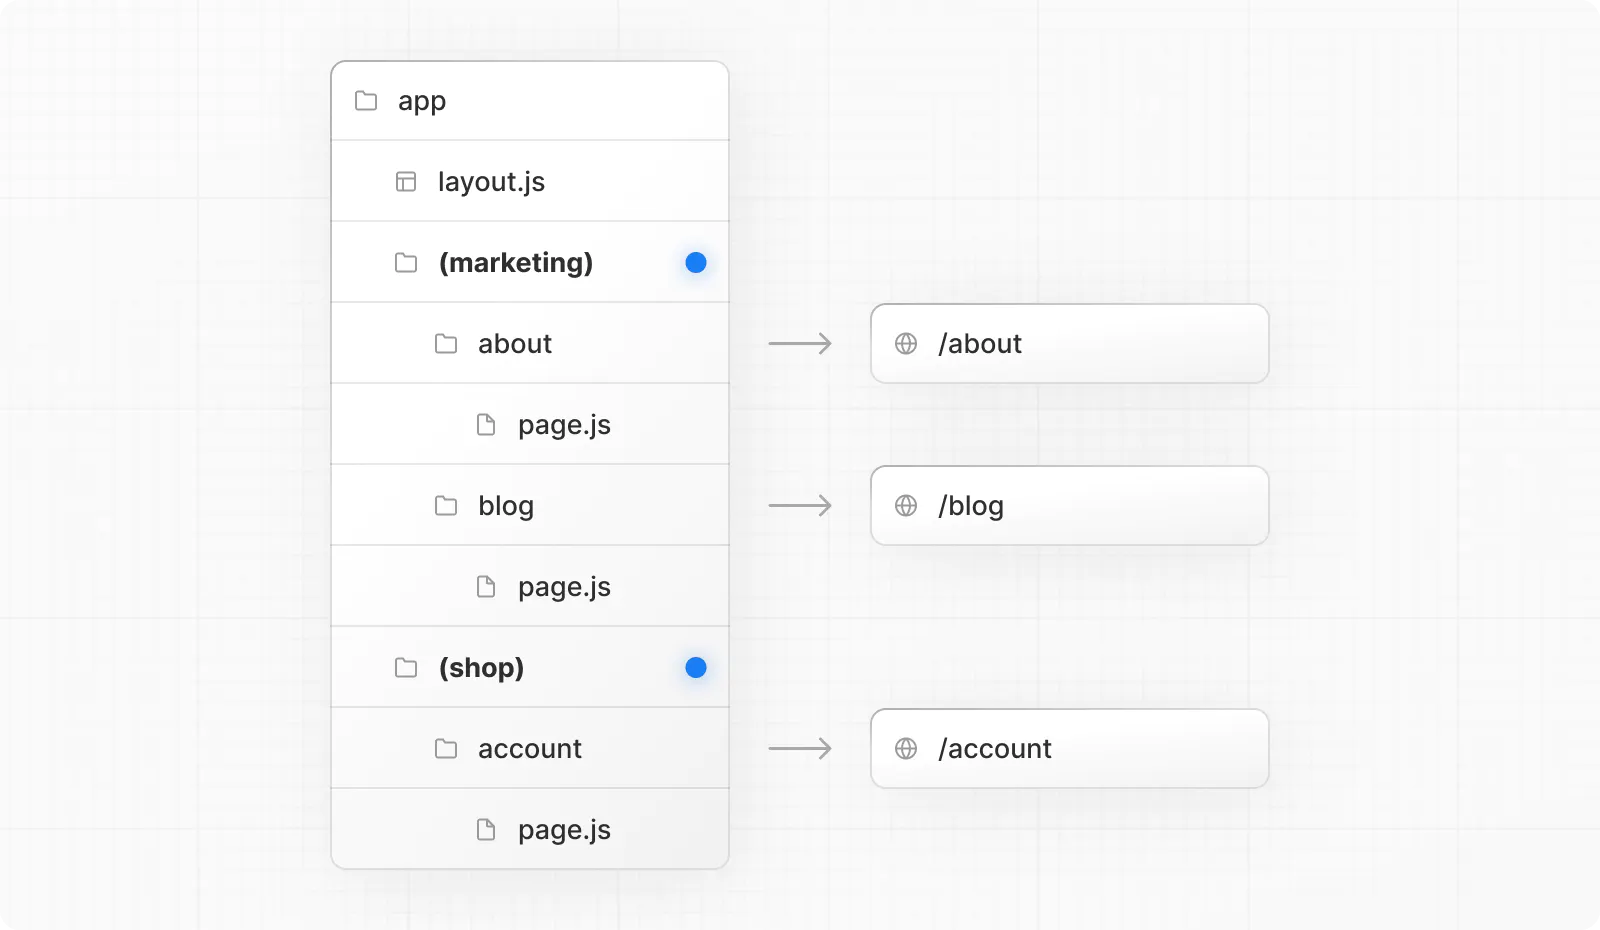 app
layout.js
(marketing)
about
/about
page.js
blog
/blog
page.js
(shop)
account
/account
page.js